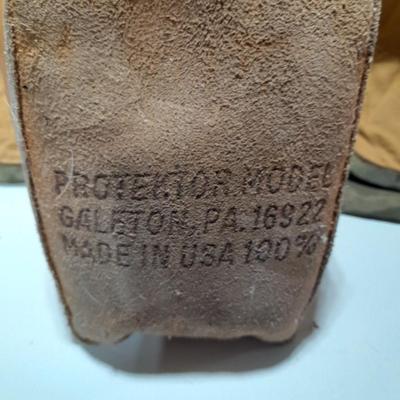 PROTEKTOR MODEL
GALETON, PA. 16922
MADE IN USA 100%